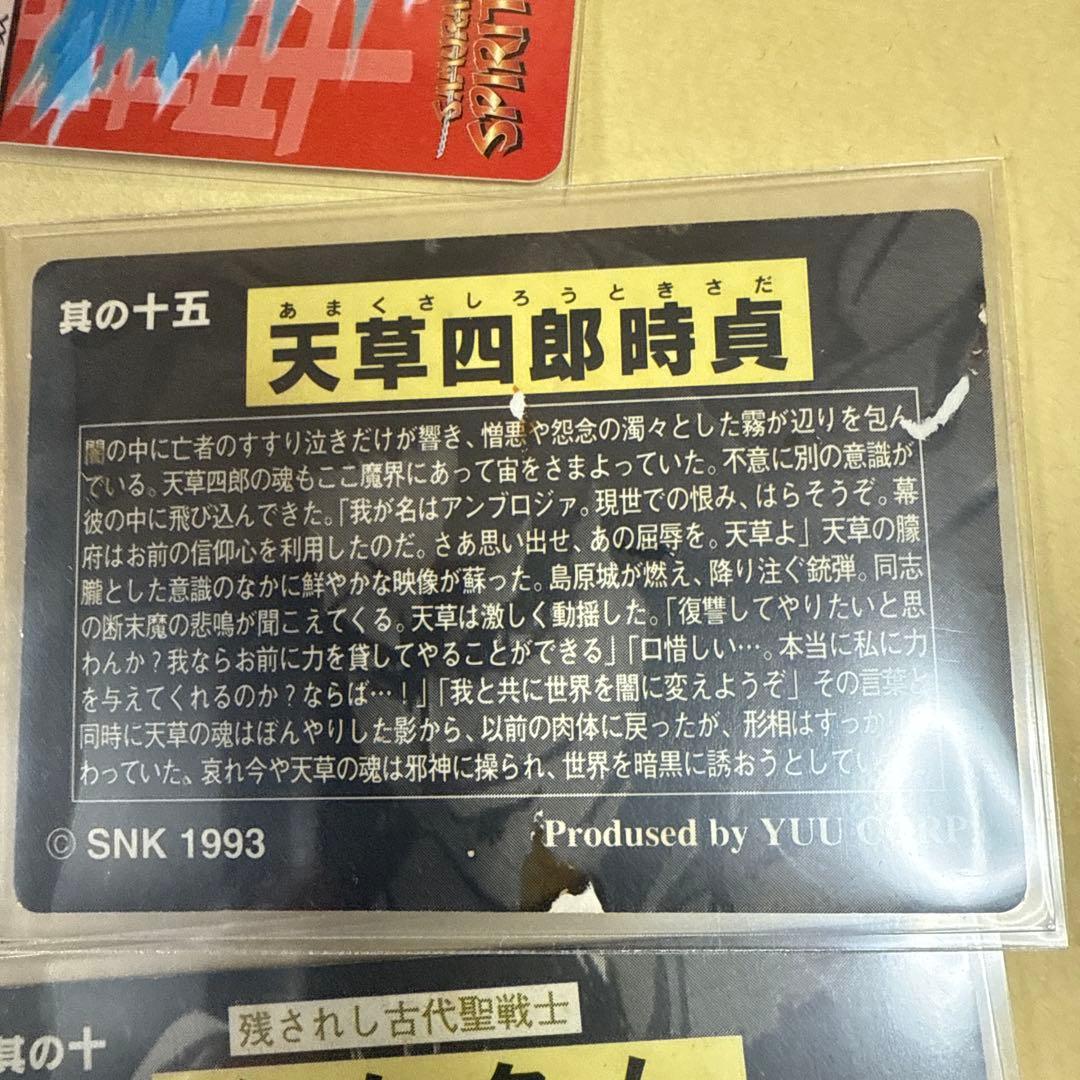 SAMURAI
SPIRIT
其の十五
あまくさしろうときさだ
天草四郎時貞
闇の中に亡者のすすり泣きだけが響き、憎悪や怨念の濁々とした霧が辺りを包ん
でいる。天草四郎の魂もここ魔界にあって宙をさまよっていた。不意に別の意識が
彼の中に飛び込んできた。「我が名はアンブロジァ。現世での恨み、はらそうぞ。幕
府はお前の信仰心を利用したのだ。さあ思い出せ、あの屈辱を。天草よ」天草の朦
朧とした意識のなかに鮮やかな映像が蘇った。島原城が燃え、降り注ぐ銃弾。同志
の断末魔の悲鳴が聞こえてくる。天草は激しく動揺した。「復讐してやりたいと思
わんか?我ならお前に力を貸してやることができる」「口惜しい…。本当に私に力
を与えてくれるのか?ならば…!」「我と共に世界を闇に変えようぞ」その言葉と
同時に天草の魂はぼんやりした影から、以前の肉体に戻ったが、形相はすっか
わっていた。哀れ今や天草の魂は邪神に操られ、世界を暗黒に誘おうとしてい
© SNK 1993
Prodused by YUU CORP
残されし古代聖戦士
其の十